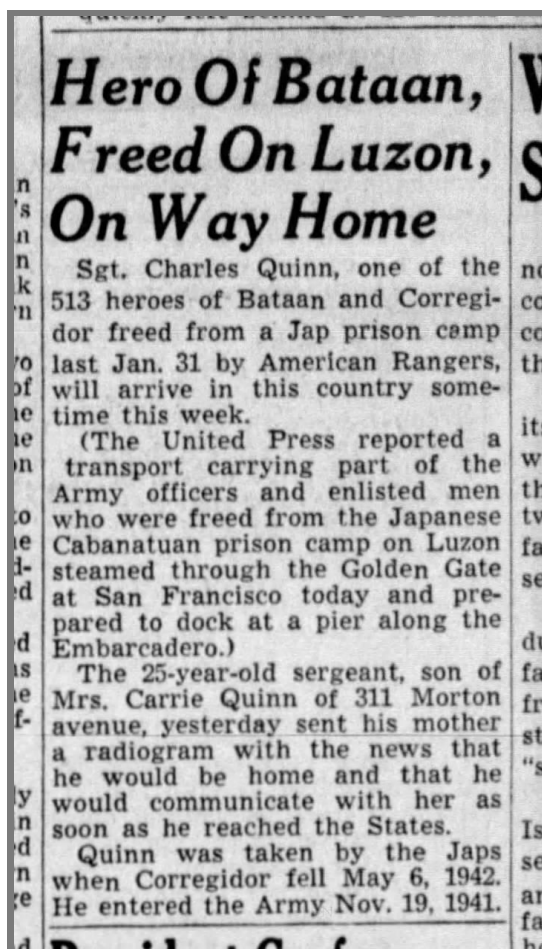 Hero Of Bataan,
Freed On Luzon,
On Way Home
Sgt. Charles Quinn, one of the
513 heroes of Bataan and Corregi-
dor freed from a Jap prison camp
last Jan. 31 by American Rangers,
will arrive in this country some-
time this week.
(The United Press reported a
transport carrying part of the
Army officers and enlisted men
who were freed from the Japanese
Cabanatuan prison camp on Luzon
steamed through the Golden Gate
at San Francisco today and pre-
pared to dock at a pier along the
Embarcadero.)
The 25-year-old sergeant, son of
Mrs. Carrie Quinn of 311 Morton
avenue, yesterday sent his mother
a radiogram with the news that
he would be home and that he
would communicate with her as
soon as he reached the States.
Quinn was taken by the Japs
when Corregidor fell May 6, 1942.
He entered the Army Nov. 19, 1941.